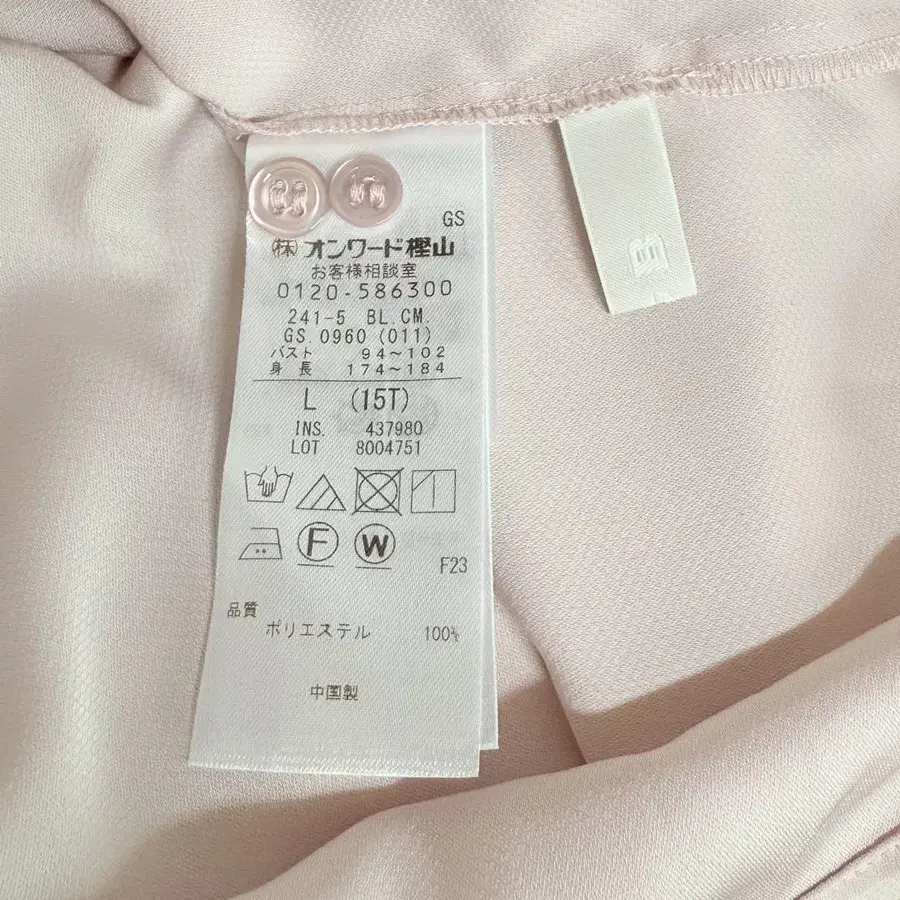 GS
㈱オンワード樫山
お客様相談室
0120-586300
241-5 BL.CM.
GS.0960 (011)
バスト 94~102
身長 174~184
L (15T)
INS. 437980
LOT 8004751
F
W
F23
品質
ポリエステル 100%
中国製